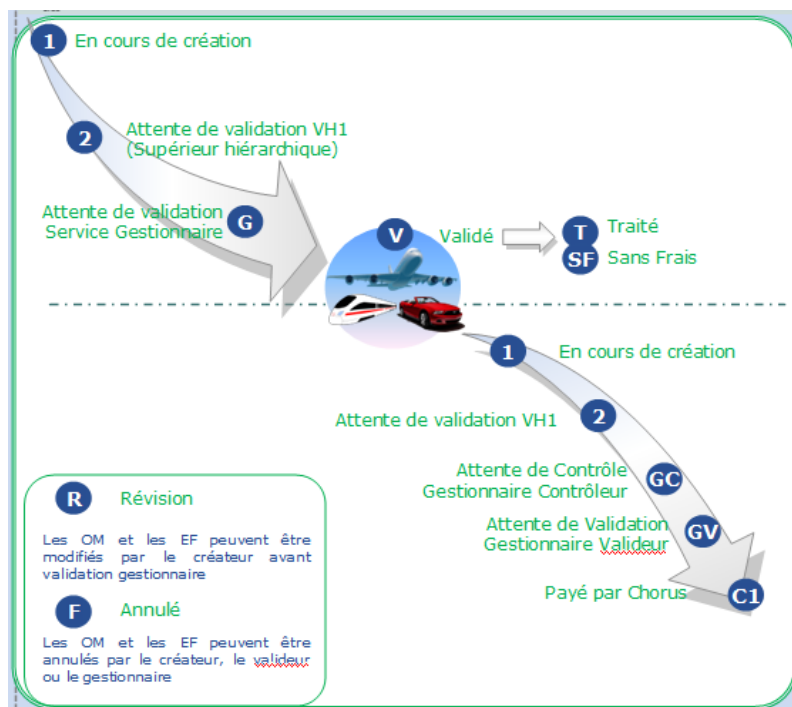 1 En cours de création
2 Attente de validation VH1
(Supérieur hiérarchique)
Attente de validation
Service Gestionnaire G
V Validé
T Traité
SF Sans Frais
1 En cours de création
Attente de validation VH1 2
Attente de Contrôle
Gestionnaire Contrôleur GC
Attente de Validation
Gestionnaire Valideur GV
Payé par Chorus C1
R Révision
Les OM et les EF peuvent être
modifiés par le créateur avant
validation gestionnaire
F Annulé
Les OM et les EF peuvent être
annulés par le créateur, le valideur
ou le gestionnaire